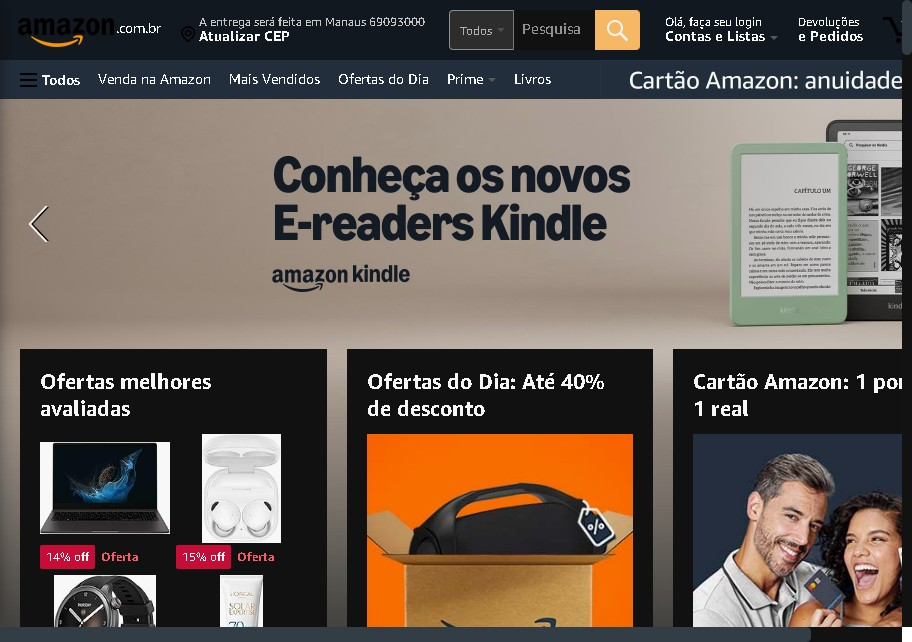 amazon.com.br
A entrega será feita em Manaus 69093000
Atualizar CEP
Todos
Pesquisa
Olá, faça seu login
Contas e Listas
Devoluções
e Pedidos
Todos
Venda na Amazon
Mais Vendidos
Ofertas do Dia
Prime
Livros
Cartão Amazon: anuidade
Conheça os novos
E-readers Kindle
amazon kindle
CAPÍTULO UM
kindle
GEORGE
ORWELL
kind
Ofertas melhores
avaliadas
14% off
Oferta
15% off
Oferta
L'ORÉAL
SOLAR
EXPERTISE
70
Ofertas do Dia: Até 40%
de desconto
%
Cartão Amazon: 1 por
1 real